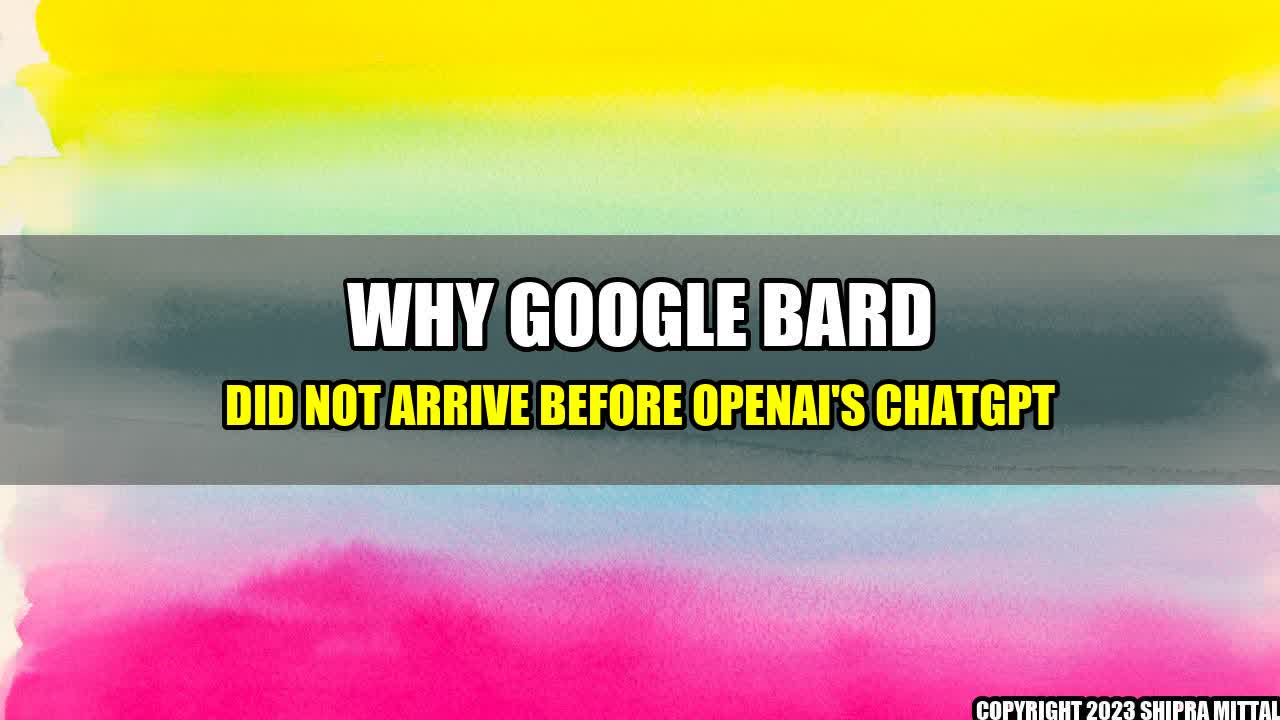 WHY GOOGLE BARD
DID NOT ARRIVE BEFORE OPENAI'S CHATGPT
COPYRIGHT 2023 SHIPRA MITTAL